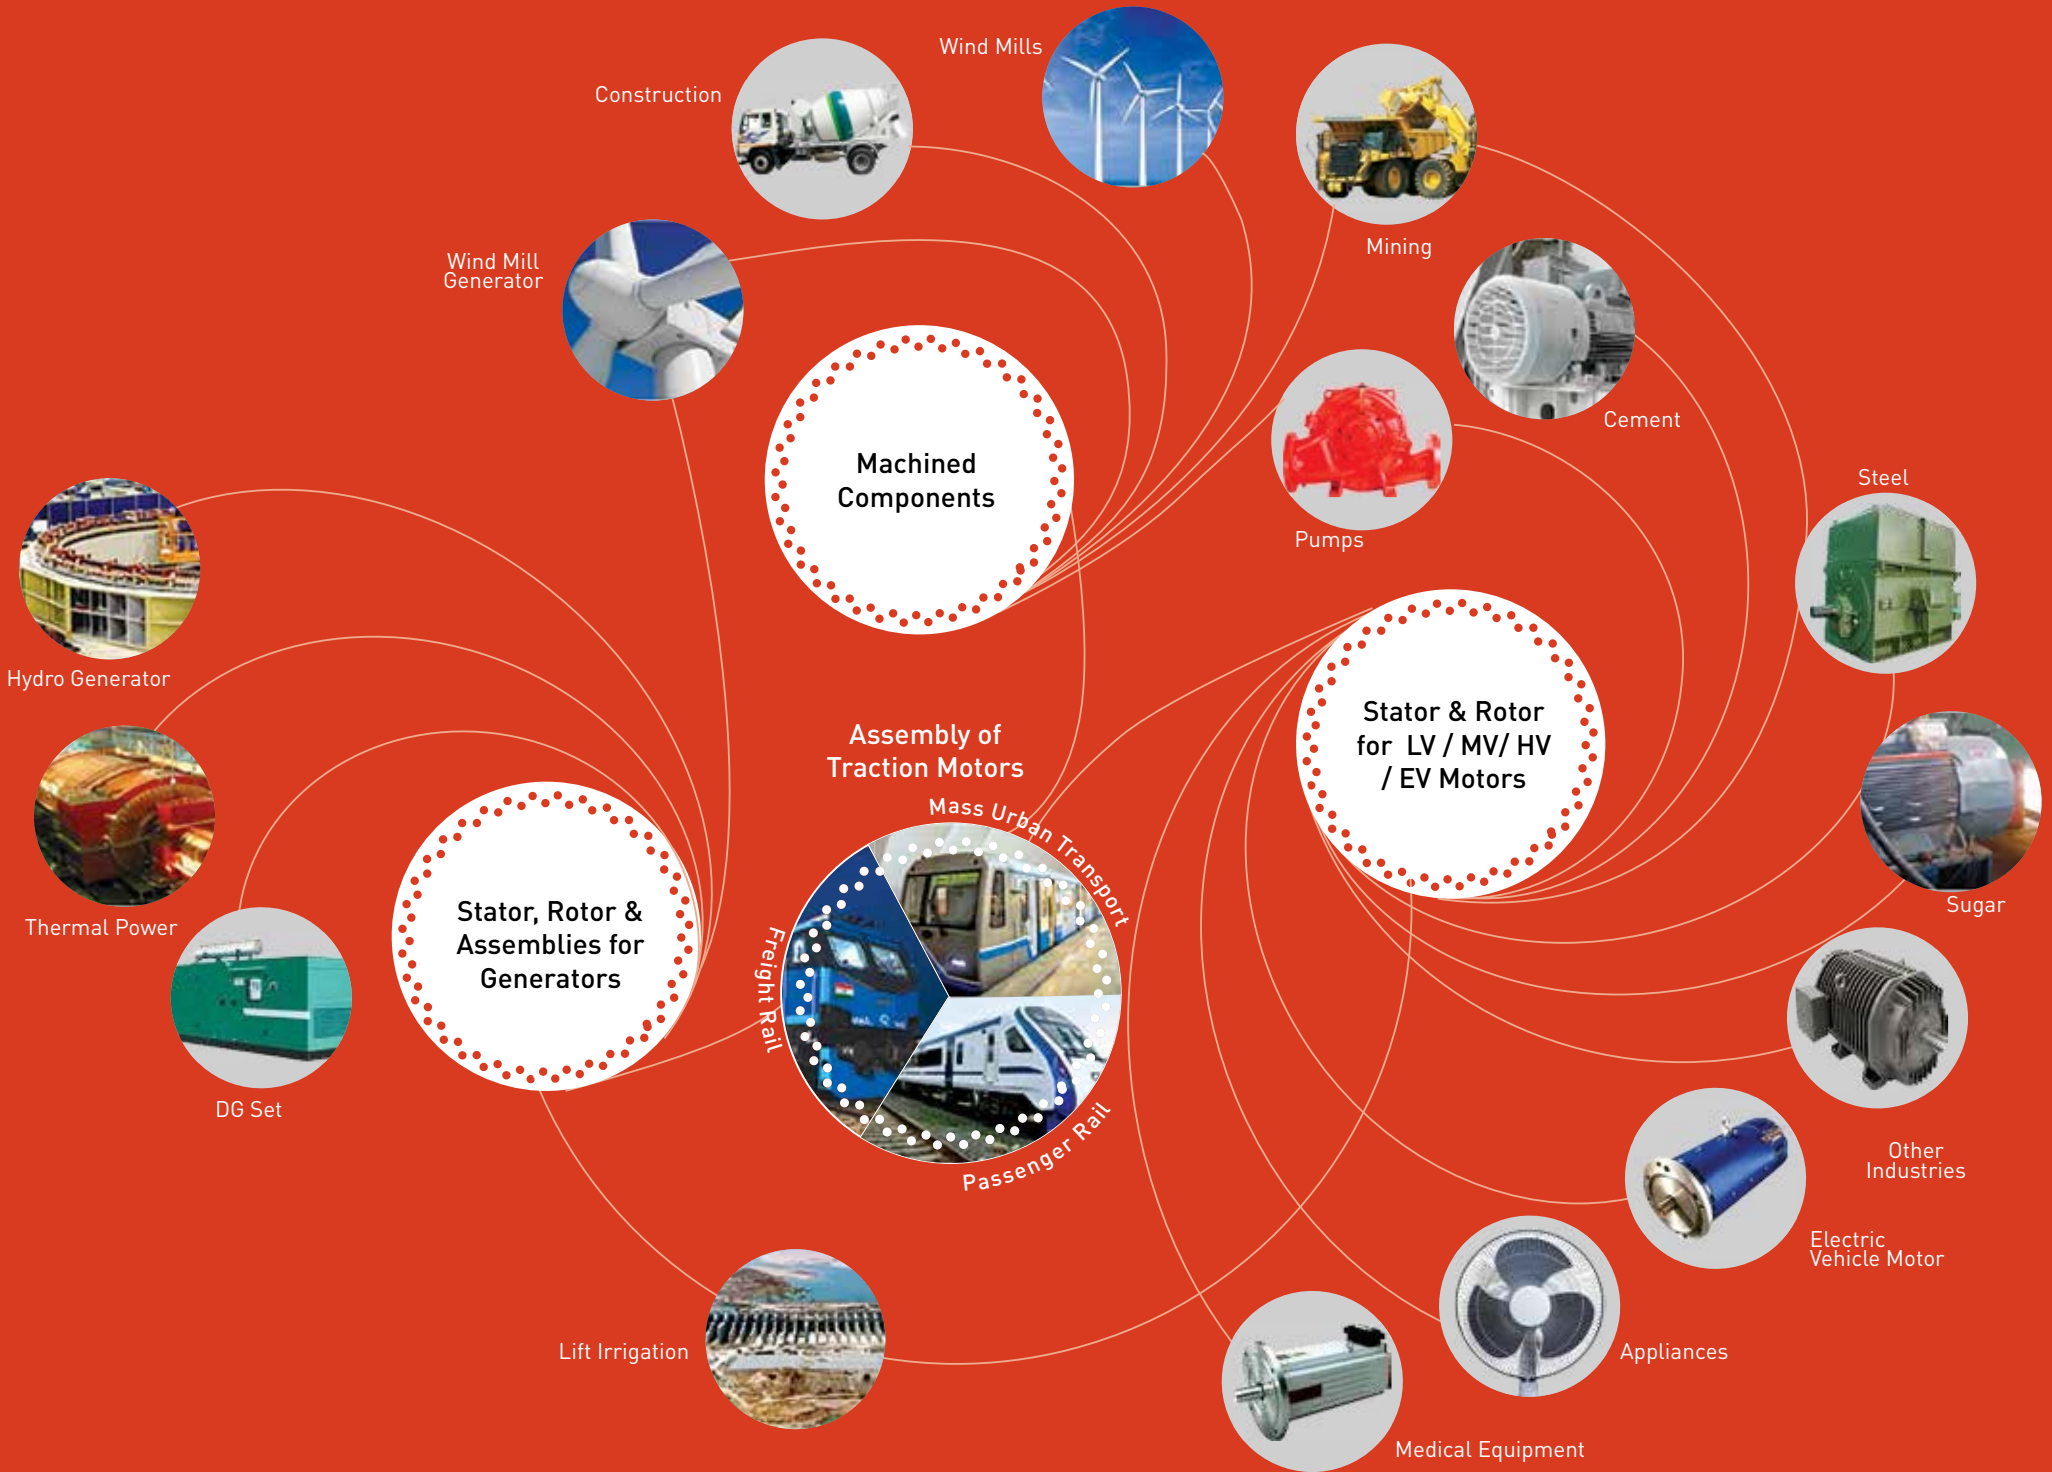 Wind Mills
Construction
Mining
Wind Mill
Generator
Cement
Machined
Components
Steel
Pumps
Hydro Generator
Stator & Rotor
for LV / MV/ HV
/ EV Motors
Assembly of
Traction Motors
Mass Urban Transport
Freight Rail
Passenger Rail
Stator, Rotor &
Assemblies for
Generators
Thermal Power
Sugar
DG Set
Other
Industries
Electric
Vehicle Motor
Lift Irrigation
Appliances
Medical Equipment